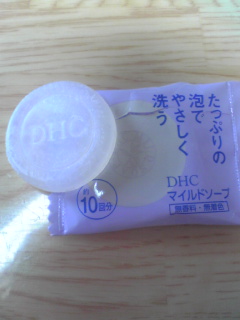 たっぷりの
泡で
やさしく
洗う
DHC
DHC
マイルドソープ
無香料・無着色
約
10回分